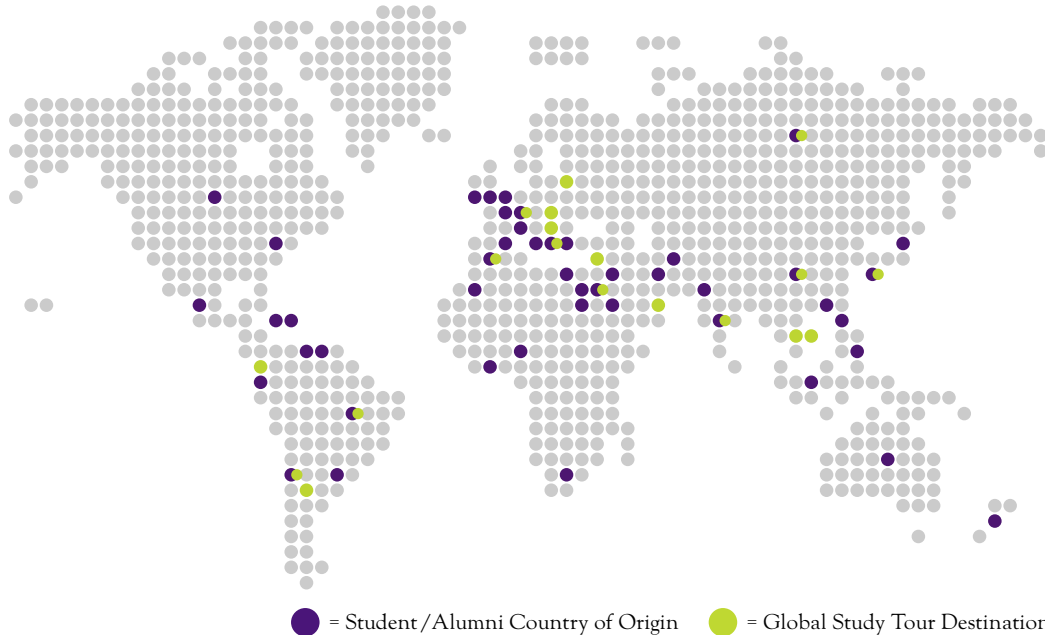 = Student/Alumni Country of Origin = Global Study Tour Destination